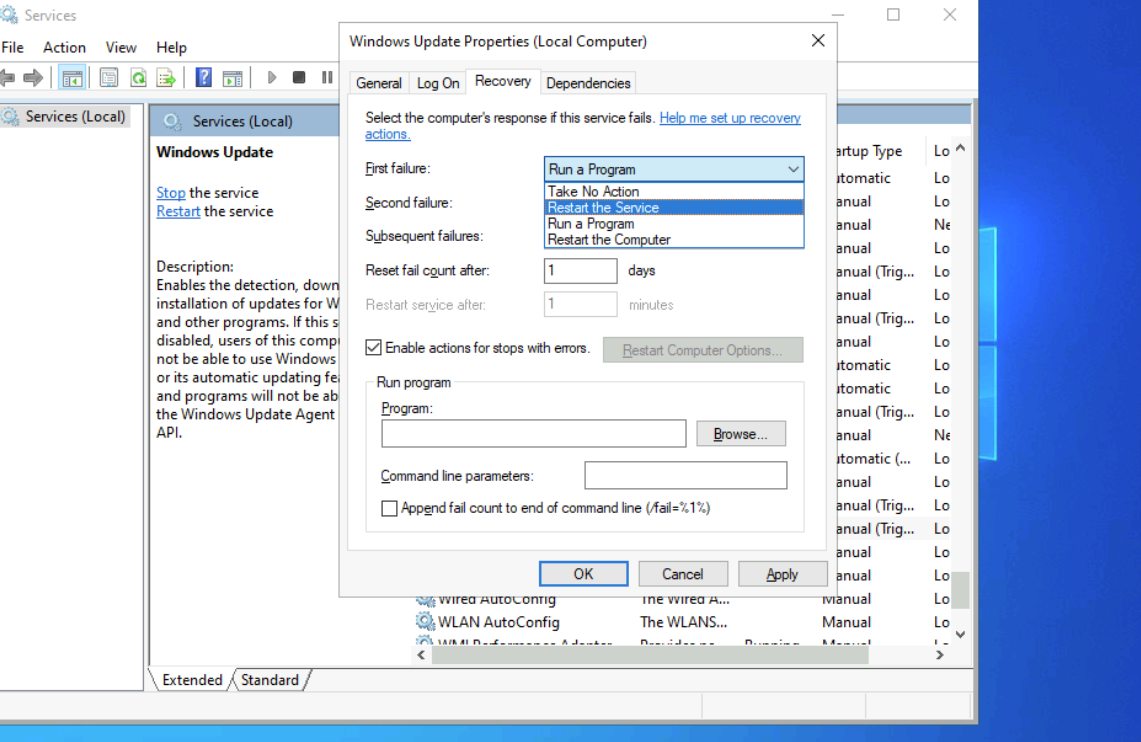 Services
File Action View Help
Services (Local)
Services (Local)
Windows Update
Stop the service
Restart the service
Description:
Enables the detection, down
installation of updates for W
and other programs. If this s
disabled, users of this comp
not be able to use Windows
or its automatic updating fe
and programs will not be ab
the Windows Update Agent
API.
Windows Update Properties (Local Computer)
General Log On Recovery Dependencies
Select the computer's response if this service fails. Help me set up recovery
actions.
First failure: Run a Program
Take No Action
Restart the Service
Second failure:
Run a Program
Subsequent failures:
Restart the Computer
Reset fail count after: 1 days
Restart service after: 1 minutes
Enable actions for stops with errors. Restart Computer Options...
Run program
Program:
Browse...
Command line parameters:
Append fail count to end of command line (/fail=%1%)
OK Cancel Apply
artup Type Lo
utomatic Lo
anual Lo
anual Ne
anual Lo
anual (Trig... Lo
anual Lo
anual (Trig... Lo
anual Lo
utomatic Lo
utomatic Lo
anual (Trig... Lo
anual Ne
utomatic (... Lo
anual Lo
anual (Trig... Lo
anual (Trig... Lo
anual Lo
anual Lo
Wired AutoConfig The Wired A... Manual Lo
WLAN AutoConfig The WLANS... Manual Lo
WMI Performance Adapter Provides pe... Running Manual Lo
Extended Standard